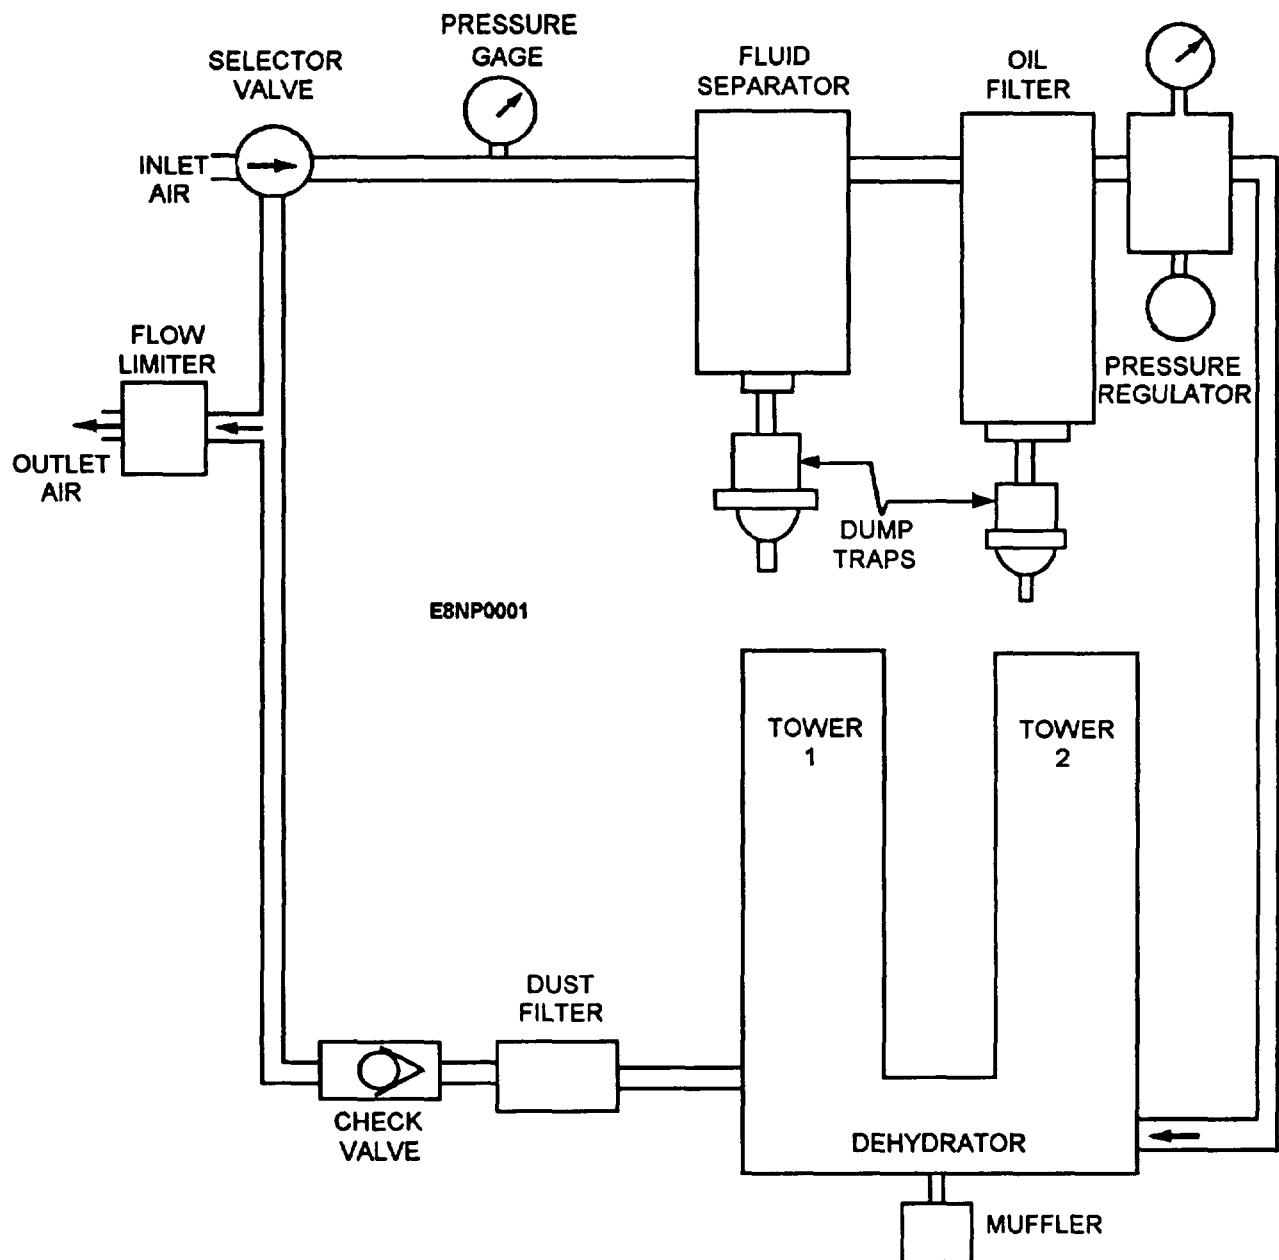 PRESSURE
GAGE
SELECTOR
VALVE
FLUID
SEPARATOR
OIL
FILTER
INLET
AIR
FLOW
LIMITER
PRESSURE
REGULATOR
OUTLET
AIR
DUMP
TRAPS
E8NP0001
TOWER
1
TOWER
2
DUST
FILTER
CHECK
VALVE
DEHYDRATOR
MUFFLER